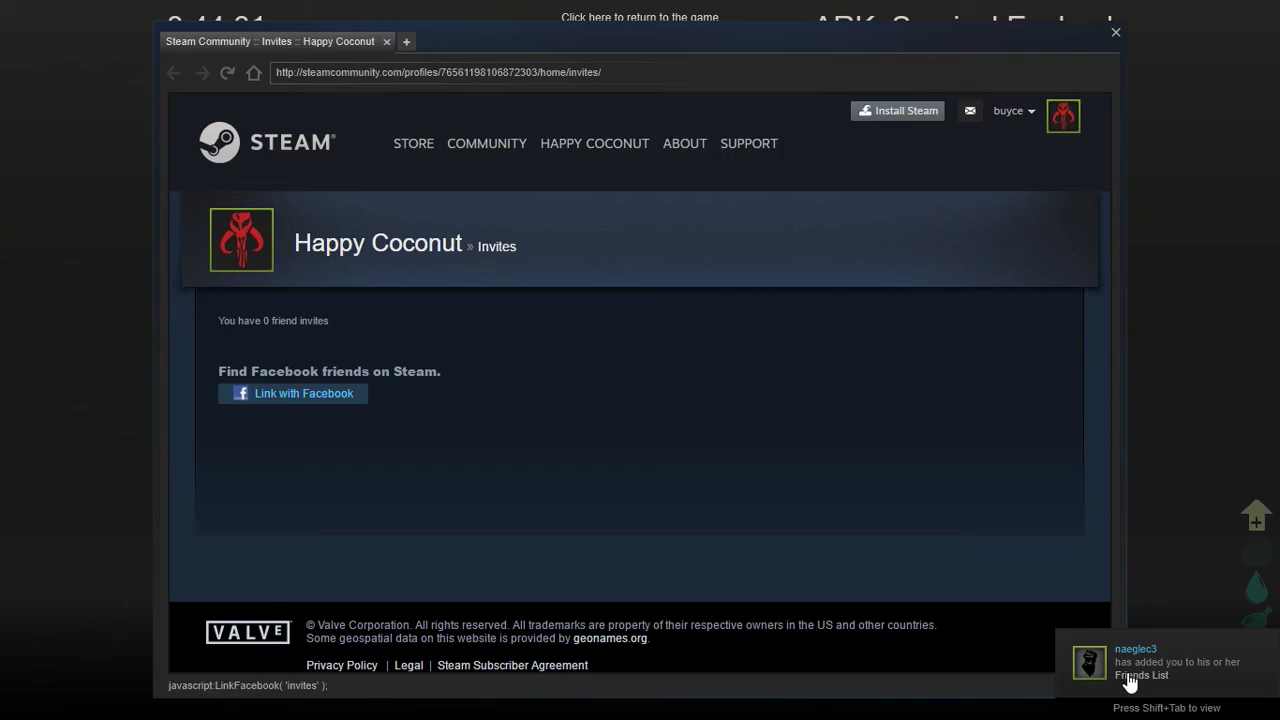 Click here to return to the game
Steam Community :: Invites :: Happy Coconut
http://steamcommunity.com/profiles/76561198106872303/home/invites/
Install Steam
buyce
STEAM®
STORE COMMUNITY HAPPY COCONUT ABOUT SUPPORT
Happy Coconut » Invites
You have 0 friend invites
Find Facebook friends on Steam.
Link with Facebook
VALVE
© Valve Corporation. All rights reserved. All trademarks are property of their respective owners in the US and other countries.
Some geospatial data on this website is provided by geonames.org.
Privacy Policy | Legal | Steam Subscriber Agreement
javascript:LinkFacebook( 'invites' );
naeglec3
has added you to his or her
Friends List
Press Shift+Tab to view